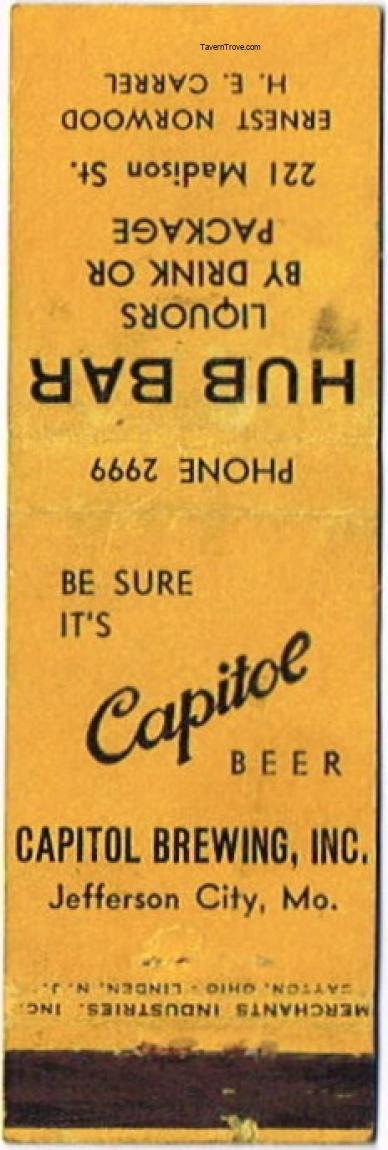 TavernTrove.com
PHONE 2999
HUB BAR
LIQUORS
BY DRINK OR
PACKAGE
221 Madison St.
ERNEST NORWOOD
H. E. CARREL
BE SURE
IT'S
Capitol
BEER
CAPITOL BREWING, INC.
Jefferson City, Mo.
MERCHANTS INDUSTRIES, INC.
DAYTON, OHIO - LINDEN, N. J.